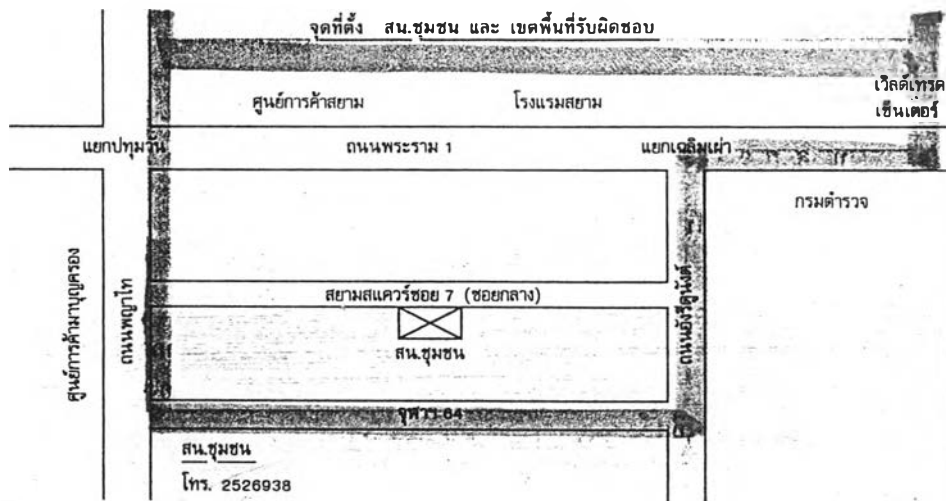 จุดที่ตั้ง สน.ชุมชน และ เขตพื้นที่รับผิดชอบ
เวิลด์เทรด
เซ็นเตอร์
ศูนย์การค้าสยาม
โรงแรมสยาม
แยกปทุมวัน
ถนนพระราม 1
แยกเฉลิมเผ่า
กรมตำรวจ
ศูนย์การค้ามาบุญครอง
ถนนพญาไท
สยามสแควร์ซอย 7 (ซอยกลาง)
ถนนอังรีดูนังต์
สน.ชุมชน
จุฬาฯ 64
สน.ชุมชน
โทร. 2526938